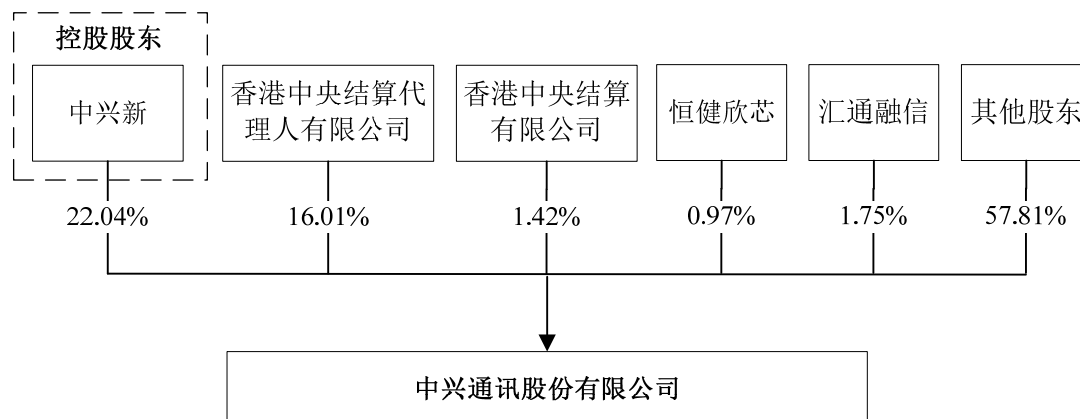 控股股东
中兴新
香港中央结算代
理人有限公司
香港中央结算
有限公司
恒健欣芯
汇通融信
其他股东
22.04%
16.01%
1.42%
0.97%
1.75%
57.81%
中兴通讯股份有限公司